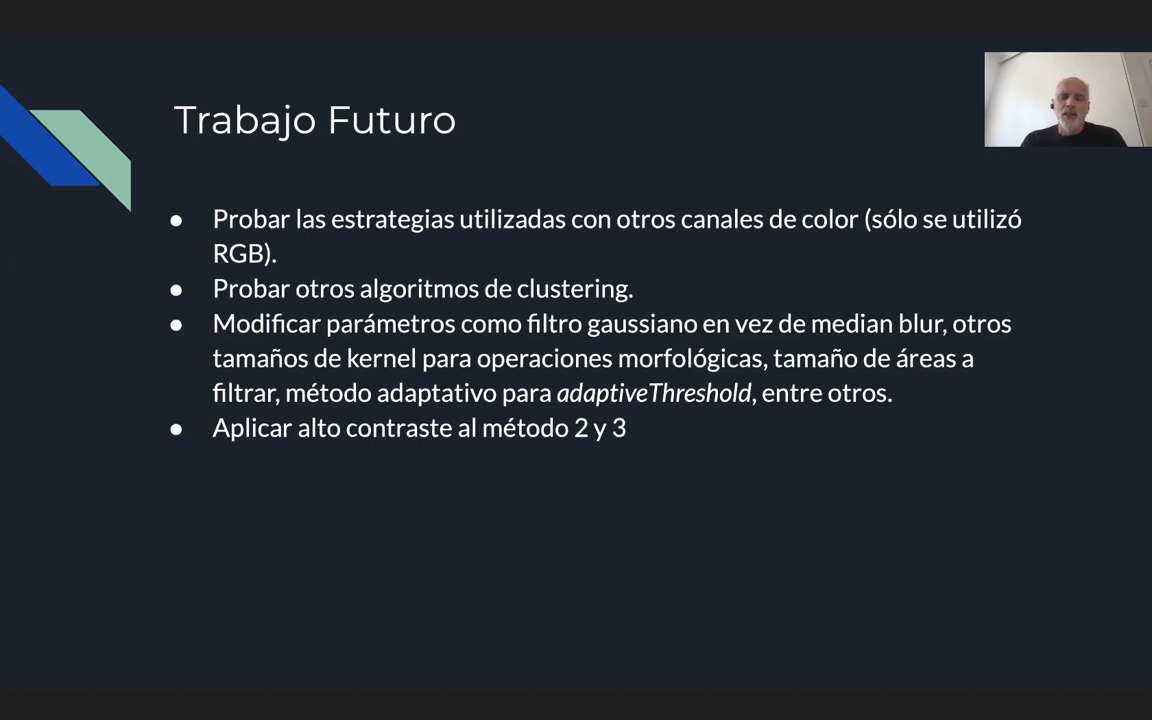 Trabajo Futuro
● Probar las estrategias utilizadas con otros canales de color (sólo se utilizó
RGB).
● Probar otros algoritmos de clustering.
● Modificar parámetros como filtro gaussiano en vez de median blur, otros
tamaños de kernel para operaciones morfológicas, tamaño de áreas a
filtrar, método adaptativo para adaptiveThreshold, entre otros.
● Aplicar alto contraste al método 2 y 3